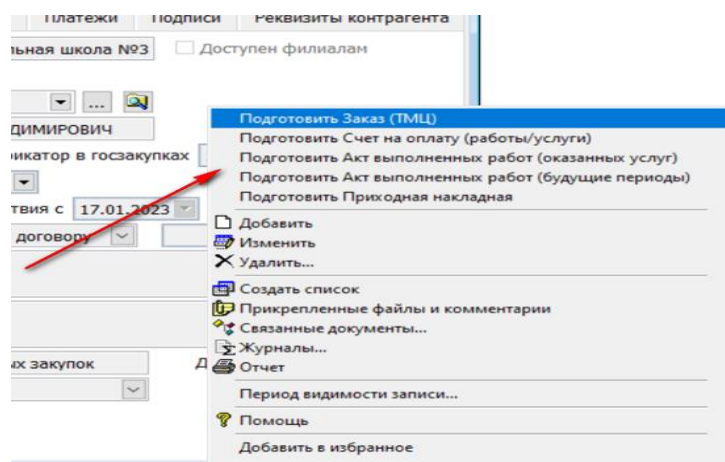 Платежи Подписи Реквизиты контрагента
льная школа №3 Доступен филиалам
...
ДИМИРОВИЧ
икатор в госзакупках
твия с 17.01.2023
договору
ых закупок Д
Подготовить Заказ (ТМЦ)
Подготовить Счет на оплату (работы/услуги)
Подготовить Акт выполненных работ (оказанных услуг)
Подготовить Акт выполненных работ (будущие периоды)
Подготовить Приходная накладная
Добавить
Изменить
Удалить...
Создать список
Прикрепленные файлы и комментарии
Связанные документы...
Журналы...
Отчет
Период видимости записи...
Помощь
Добавить в избранное